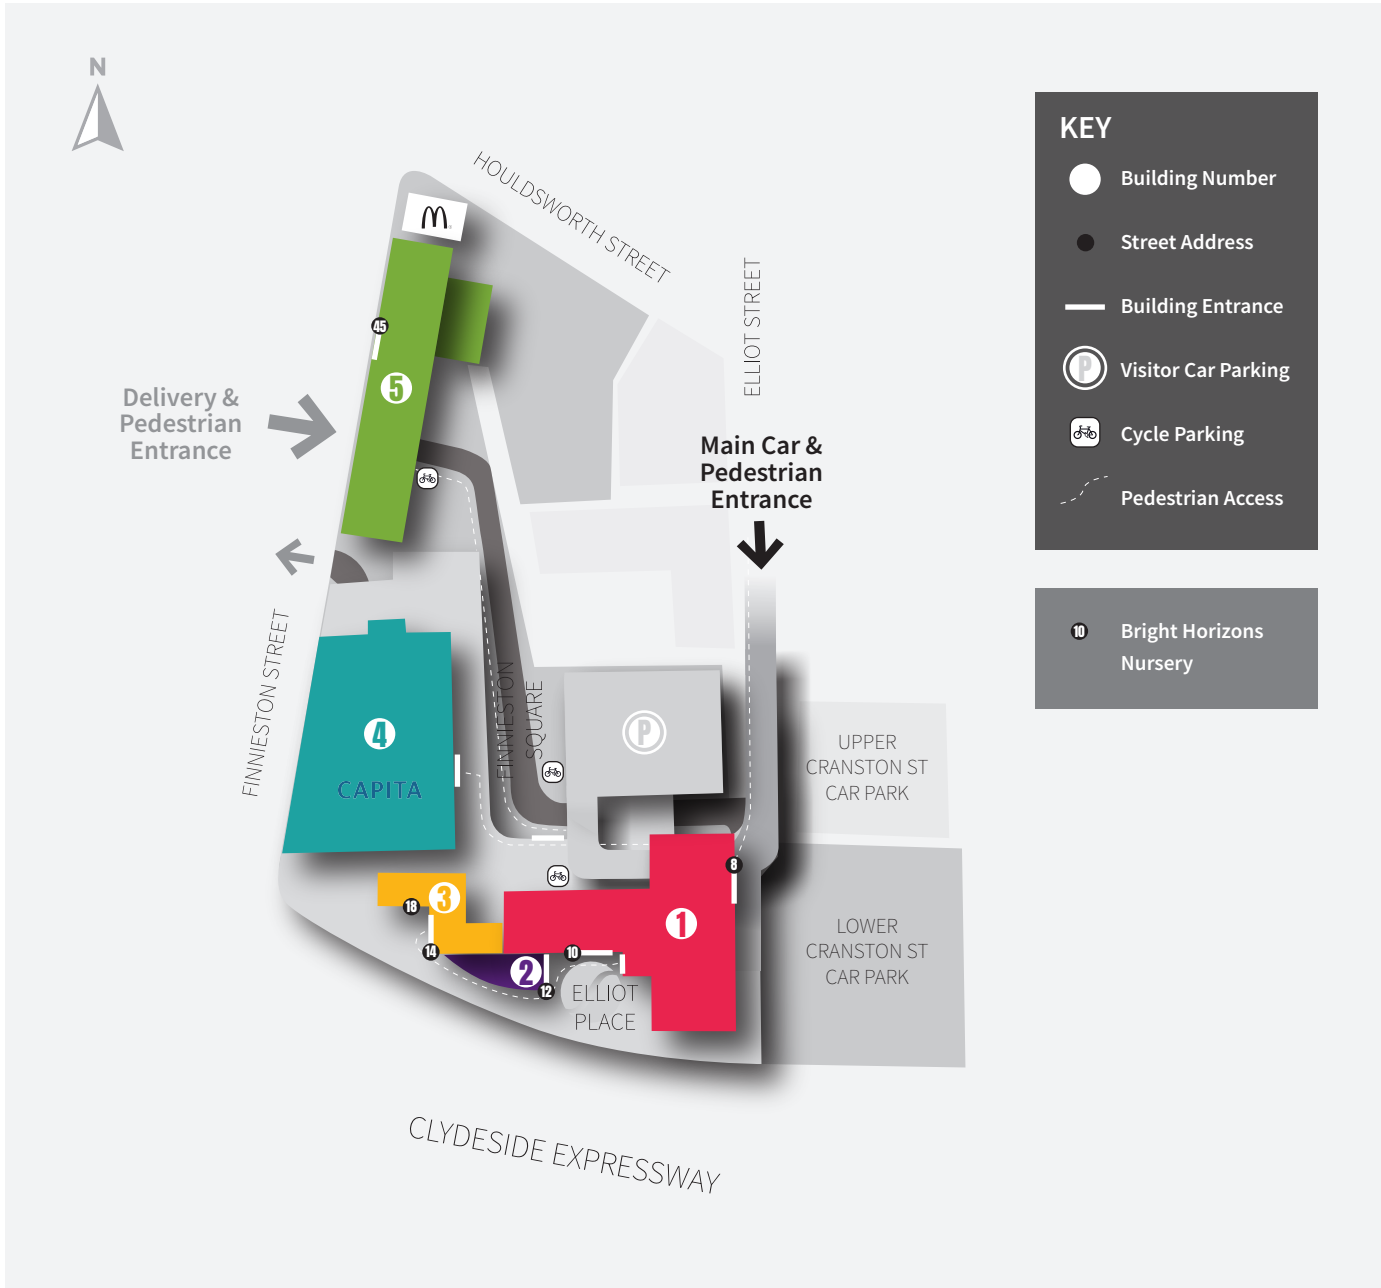 N
HOULDSWORTH STREET
ELLIOT STREET
45
5
Delivery &
Pedestrian
Entrance
Main Car &
Pedestrian
Entrance
FINNIESTON STREET
FINNIESTON
SQUARE
4
CAPITA
P
UPPER
CRANSTON ST
CAR PARK
8
3
18
14
1
10
2
12
ELLIOT
PLACE
LOWER
CRANSTON ST
CAR PARK
CLYDESIDE EXPRESSWAY
KEY
Building Number
Street Address
Building Entrance
P
Visitor Car Parking
Cycle Parking
Pedestrian Access
10
Bright Horizons
Nursery